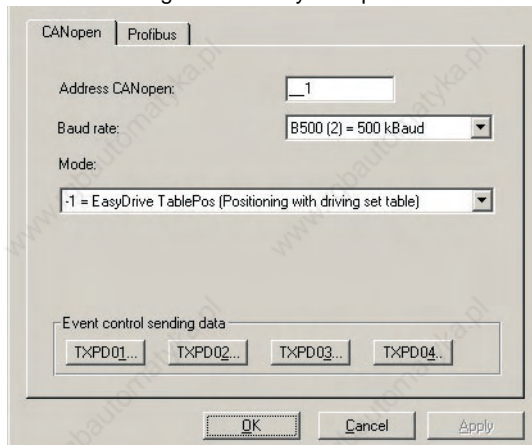 CANopen Profibus
Address CANopen: __1
Baud rate: B500 (2) = 500 kBaud
Mode:
-1 = EasyDrive TablePos (Positioning with driving set table)
Event control sending data
TXPD01... TXPD02... TXPD03... TXPD04..
OK Cancel Apply